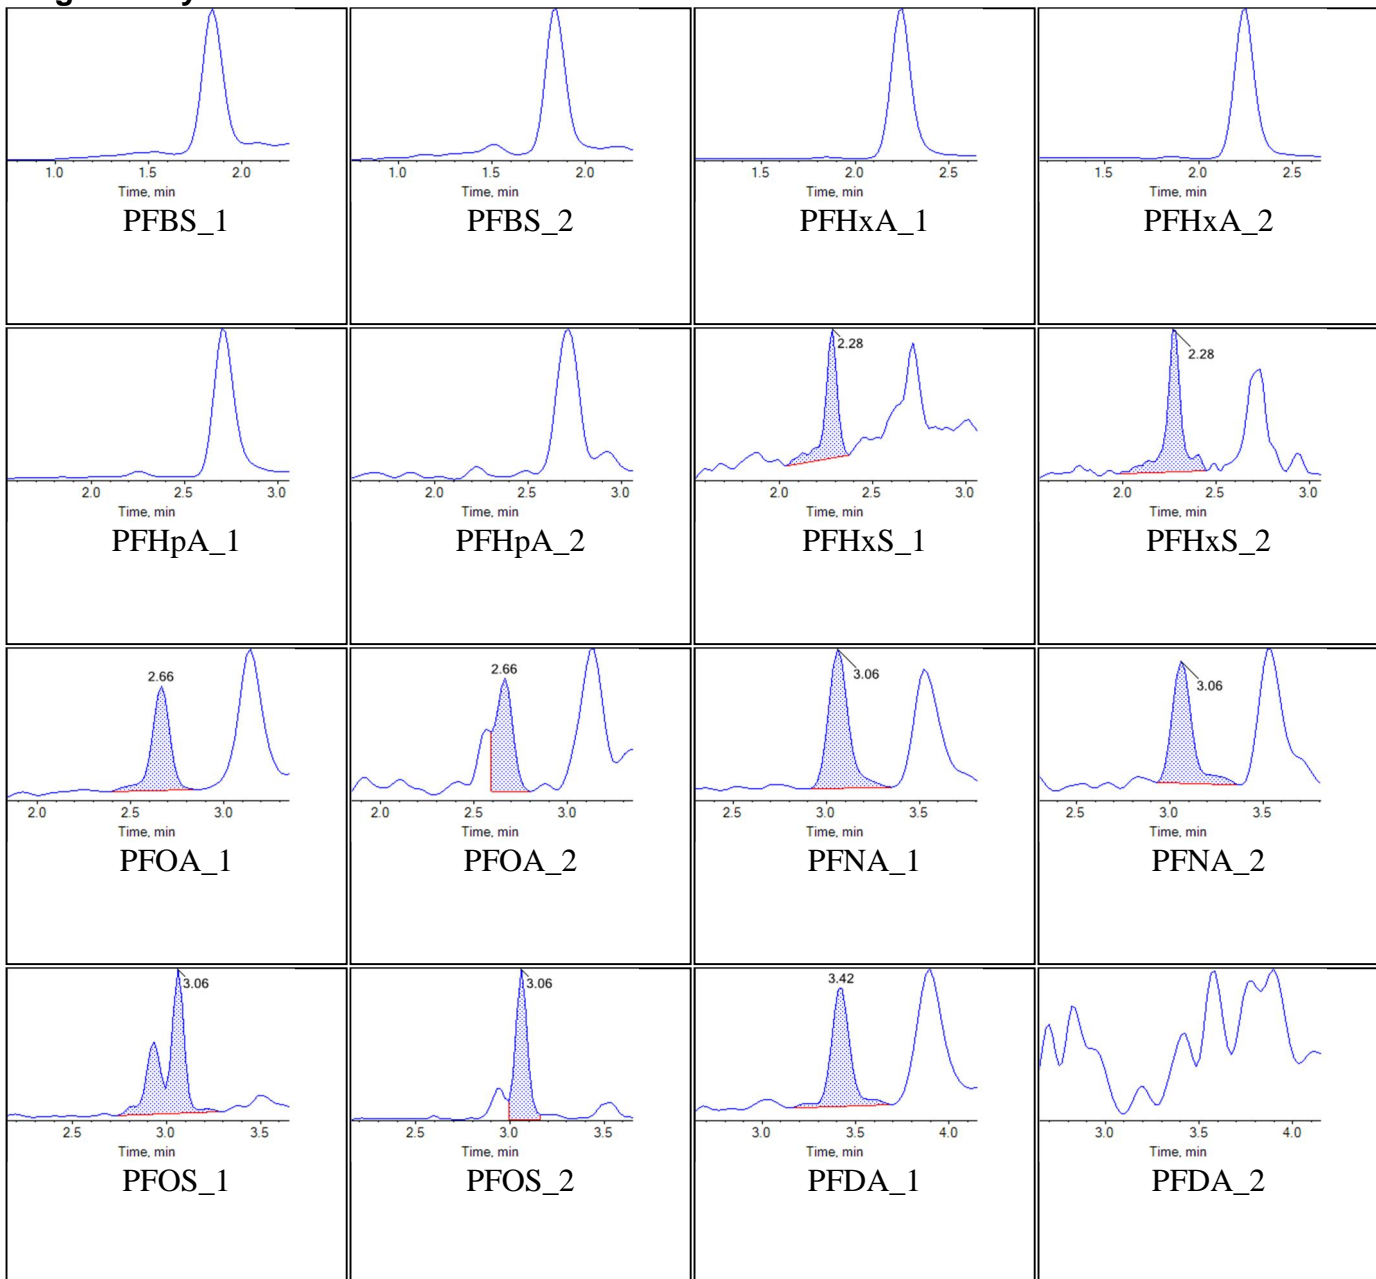 1.0 1.5 2.0
Time, min
PFBS_1
1.0 1.5 2.0
Time, min
PFBS_2
1.5 2.0 2.5
Time, min
PFHxA_1
1.5 2.0 2.5
Time, min
PFHxA_2
2.0 2.5 3.0
Time, min
PFHpA_1
2.0 2.5 3.0
Time, min
PFHpA_2
2.28
2.0 2.5 3.0
Time, min
PFHxS_1
2.28
2.0 2.5 3.0
Time, min
PFHxS_2
2.66
2.0 2.5 3.0
Time, min
PFOA_1
2.66
2.0 2.5 3.0
Time, min
PFOA_2
3.06
2.5 3.0 3.5
Time, min
PFNA_1
3.06
2.5 3.0 3.5
Time, min
PFNA_2
3.06
2.5 3.0 3.5
Time, min
PFOS_1
3.06
2.5 3.0 3.5
Time, min
PFOS_2
3.42
3.0 3.5 4.0
Time, min
PFDA_1
3.0 3.5 4.0
Time, min
PFDA_2